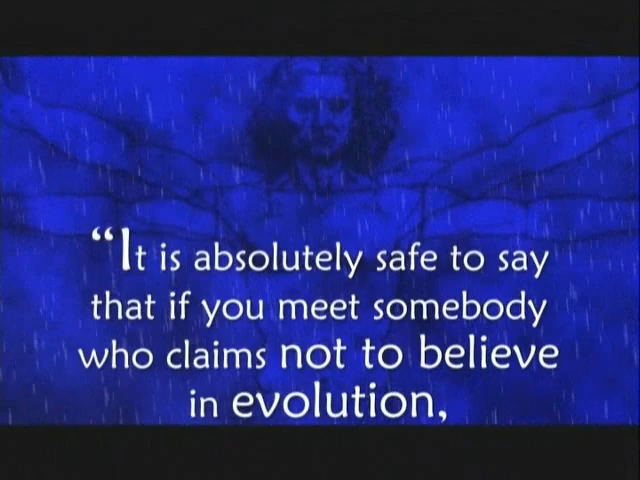 “It is absolutely safe to say
that if you meet somebody
who claims not to believe
in evolution,